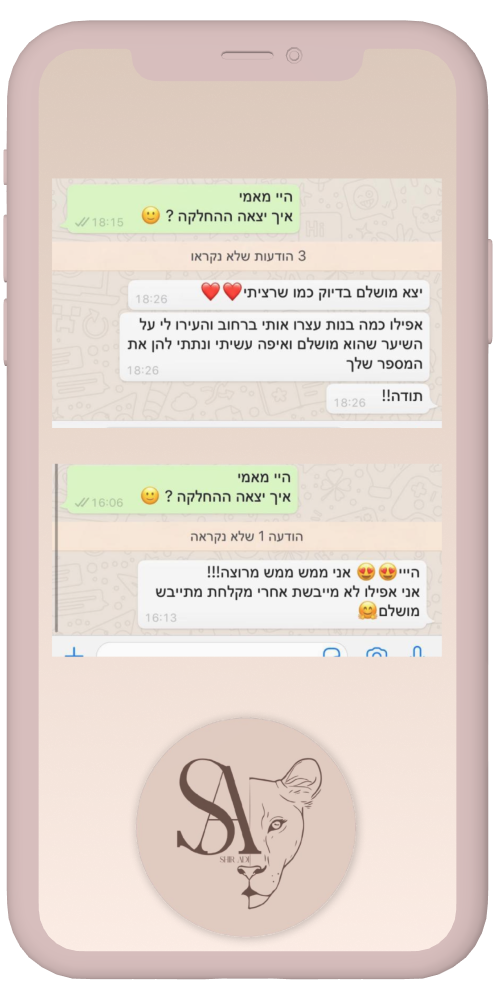 היי מאמי
איך יצאה ההחלקה ? 🙂
18:15
3 הודעות שלא נקראו
יצא מושלם בדיוק כמו שרציתי❤️❤️
18:26
אפילו כמה בנות עצרו אותי ברחוב והעירו לי על
השיער שהוא מושלם ואיפה עשיתי ונתתי להן את
המספר שלך
18:26
תודה!!
18:26
היי מאמי
איך יצאה ההחלקה ? 🙂
16:06
הודעה 1 שלא נקראה
הייי😍😍 אני ממש ממש מרוצה!!!
אני אפילו לא מייבשת אחרי מקלחת מתייבש
מושלם🤗
16:13
SA
SHIR ADI